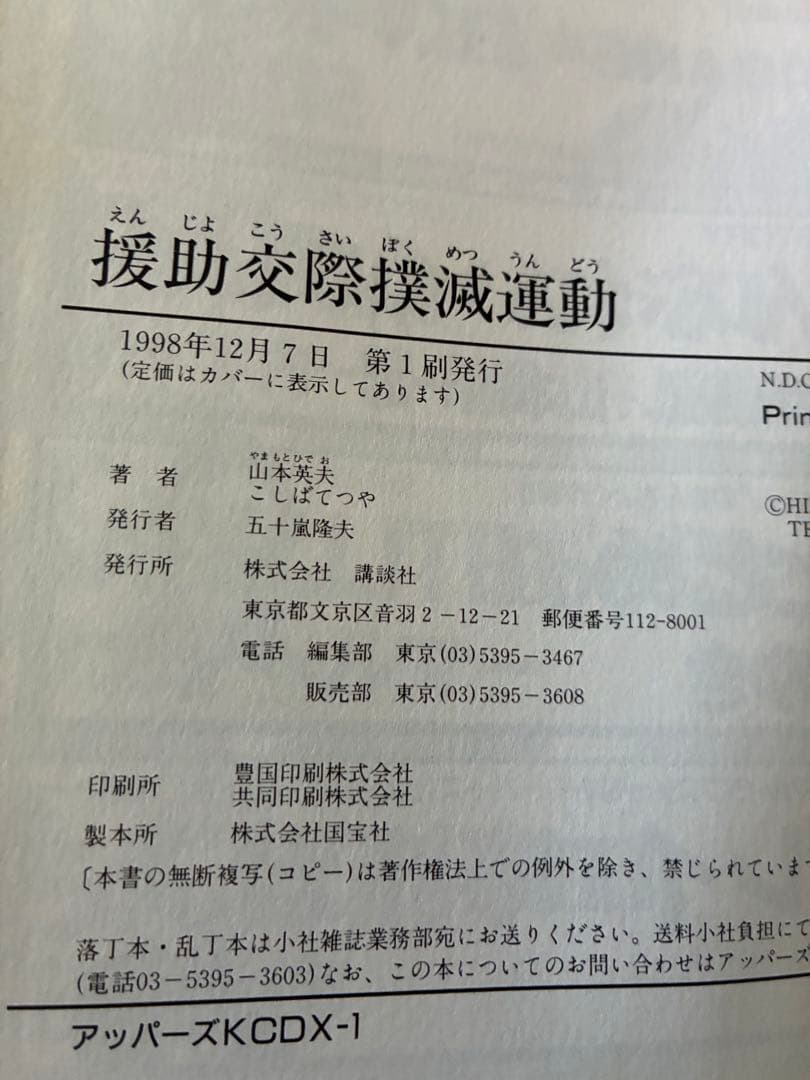 えんじよこうさいぼくめつうんどう
援助交際撲滅運動
1998年12月7日 第1刷発行
(定価はカバーに表示してあります)
N.D.C
Prin
著 者 やまもとひでお
山本英夫
こしばてつや
発行者 五十嵐隆夫
発行所 株式会社 講談社
東京都文京区音羽2-12-21 郵便番号112-8001
電話 編集部 東京(03)5395-3467
販売部 東京(03)5395-3608
©HI
TE
印刷所 豊国印刷株式会社
共同印刷株式会社
製本所 株式会社国宝社
〔本書の無断複写(コピー)は著作権法上での例外を除き、禁じられています
落丁本・乱丁本は小社雑誌業務部宛にお送りください。送料小社負担にて
(電話03-5395-3603)なお、この本についてのお問い合わせはアッパーズ
アッパーズKCDX-1